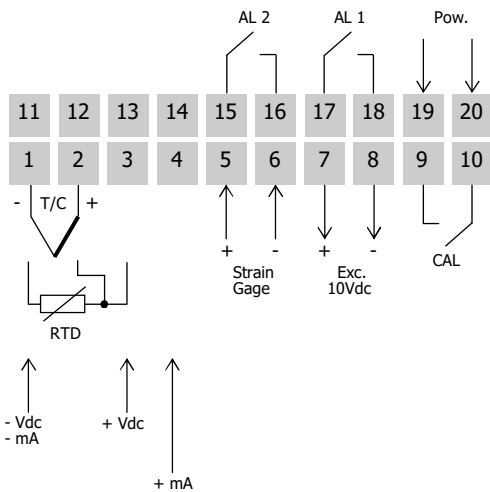 AL 2 AL 1 Pow.
11 12 13 14 15 16 17 18 19 20
1 2 3 4 5 6 7 8 9 10
- T/C +
+ - + -
Strain
Gage
Exc.
10Vdc
CAL
RTD
- Vdc
- mA
+ Vdc
+ mA